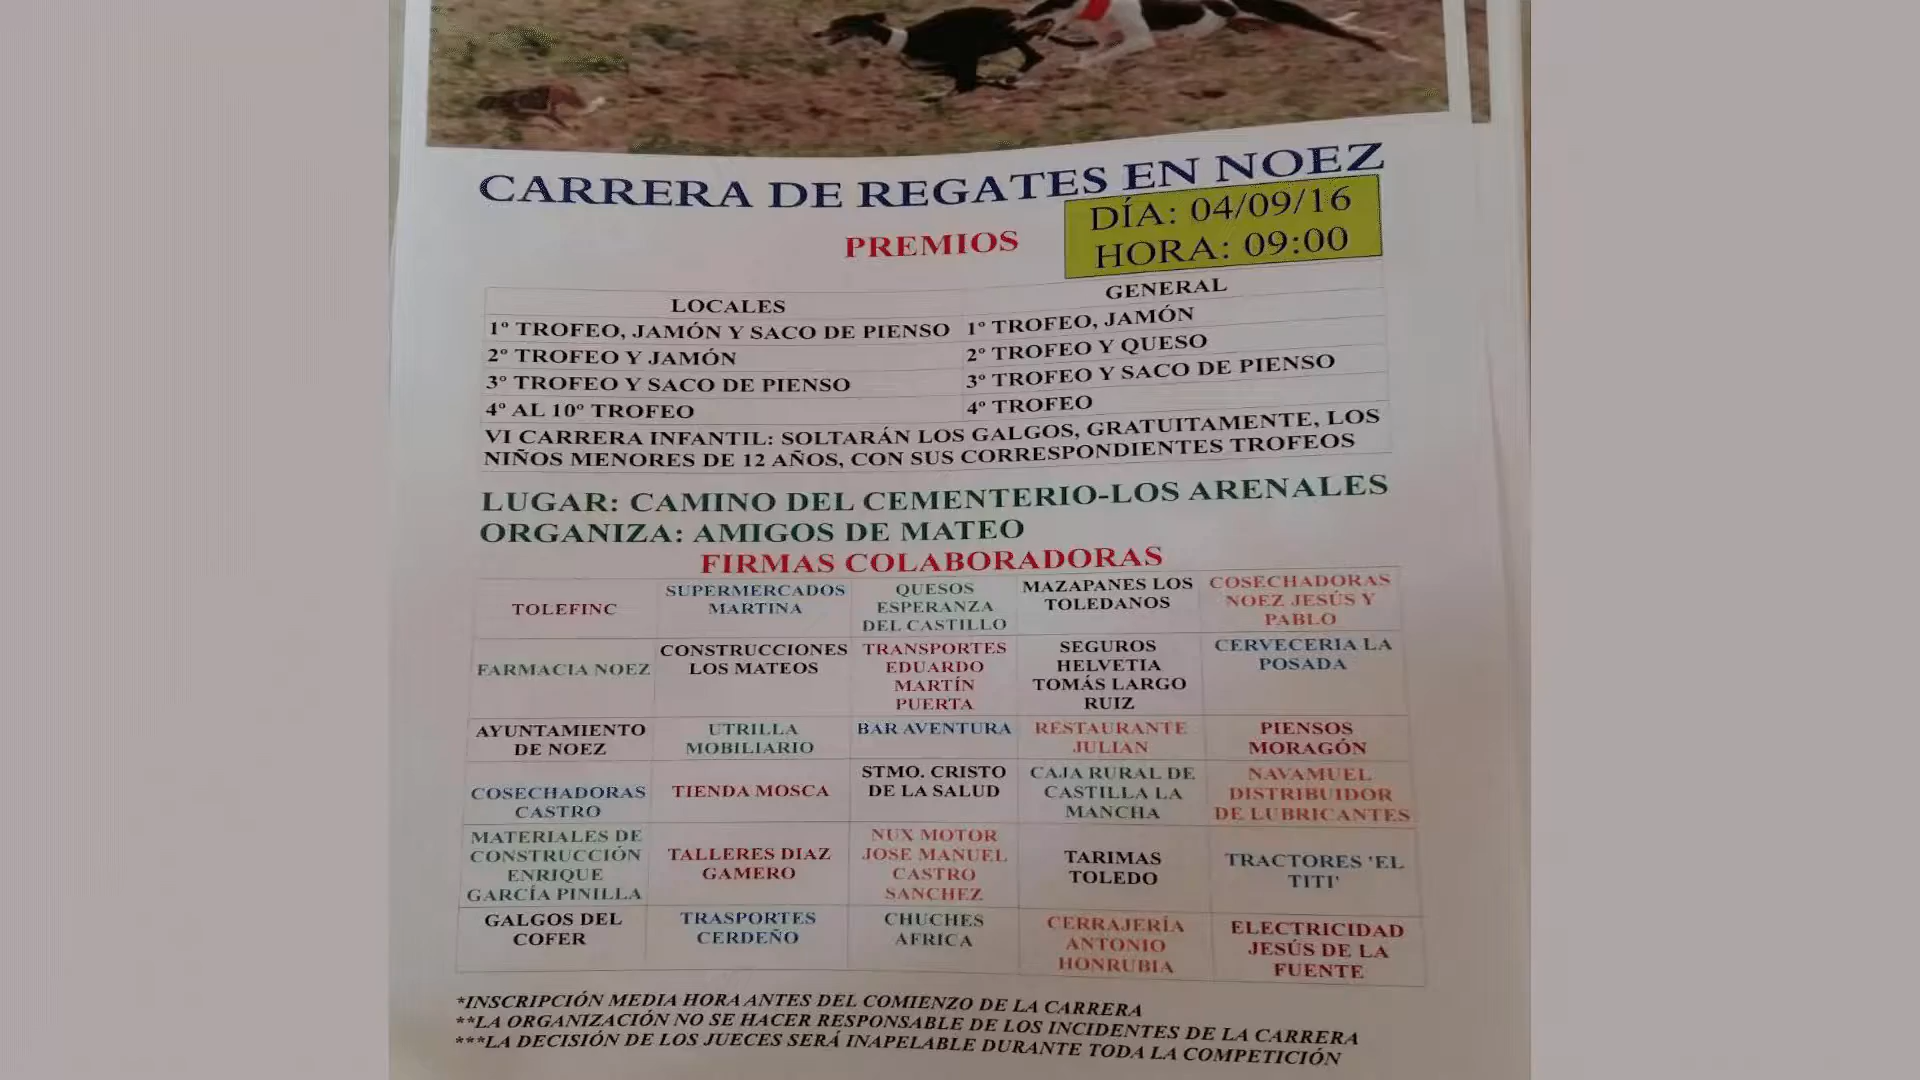 CARRERA DE REGATES EN NOEZ
DÍA: 04/09/16
HORA: 09:00
PREMIOS
LOCALES
GENERAL
1º TROFEO, JAMÓN Y SACO DE PIENSO
1º TROFEO, JAMÓN
2º TROFEO Y JAMÓN
2º TROFEO Y QUESO
3º TROFEO Y SACO DE PIENSO
3º TROFEO Y SACO DE PIENSO
4º AL 10º TROFEO
4º TROFEO
VI CARRERA INFANTIL: SOLTARÁN LOS GALGOS, GRATUITAMENTE, LOS
NIÑOS MENORES DE 12 AÑOS, CON SUS CORRESPONDIENTES TROFEOS
LUGAR: CAMINO DEL CEMENTERIO-LOS ARENALES
ORGANIZA: AMIGOS DE MATEO
FIRMAS COLABORADORAS
TOLEFINC
SUPERMERCADOS
MARTINA
QUESOS
ESPERANZA
DEL CASTILLO
MAZAPANES LOS
TOLEDANOS
COSECHADORAS
NOEZ JESÚS Y
PABLO
FARMACIA NOEZ
CONSTRUCCIONES
LOS MATEOS
TRANSPORTES
EDUARDO
MARTÍN
PUERTA
SEGUROS
HELVETIA
TOMÁS LARGO
RUIZ
CERVECERIA LA
POSADA
AYUNTAMIENTO
DE NOEZ
UTRILLA
MOBILIARIO
BAR AVENTURA
RESTAURANTE
JULIAN
PIENSOS
MORAGÓN
COSECHADORAS
CASTRO
TIENDA MOSCA
STMO. CRISTO
DE LA SALUD
CAJA RURAL DE
CASTILLA LA
MANCHA
NAVAMUEL
DISTRIBUIDOR
DE LUBRICANTES
MATERIALES DE
CONSTRUCCIÓN
ENRIQUE
GARCÍA PINILLA
TALLERES DIAZ
GAMERO
NUX MOTOR
JOSE MANUEL
CASTRO
SANCHEZ
TARIMAS
TOLEDO
TRACTORES 'EL
TITI'
GALGOS DEL
COFER
TRASPORTES
CERDEÑO
CHUCHES
AFRICA
CERRAJERÍA
ANTONIO
HONRUBIA
ELECTRICIDAD
JESÚS DE LA
FUENTE
*INSCRIPCIÓN MEDIA HORA ANTES DEL COMIENZO DE LA CARRERA
**LA ORGANIZACIÓN NO SE HACER RESPONSABLE DE LOS INCIDENTES DE LA CARRERA
***LA DECISIÓN DE LOS JUECES SERÁ INAPELABLE DURANTE TODA LA COMPETICIÓN